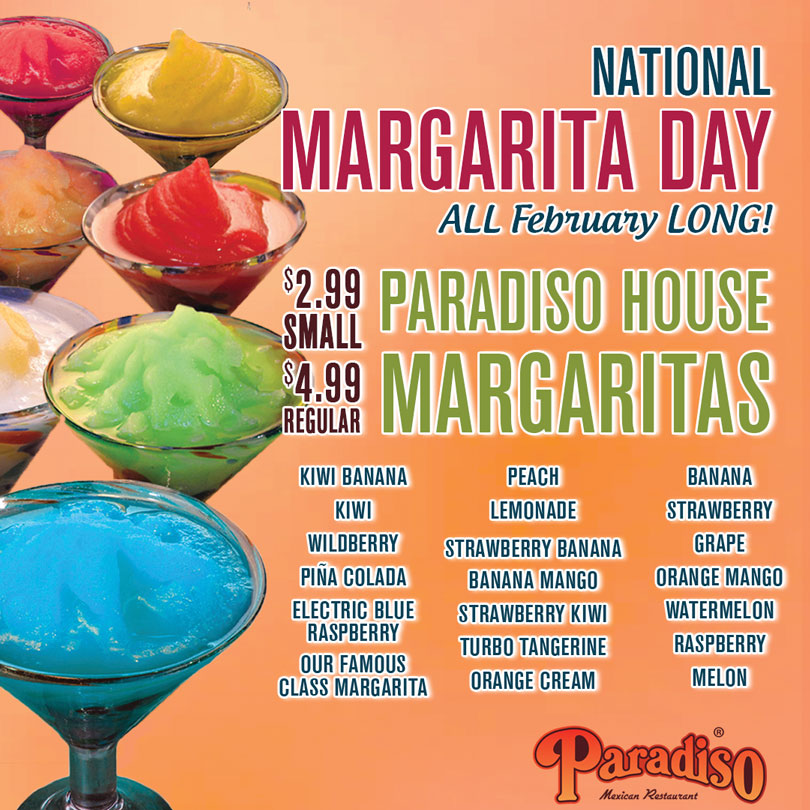 NATIONAL
MARGARITA DAY
ALL February LONG!
$2.99
SMALL
$4.99
REGULAR
PARADISO HOUSE
MARGARITAS
KIWI BANANA
KIWI
WILDBERRY
PIÑA COLADA
ELECTRIC BLUE
RASPBERRY
OUR FAMOUS
CLASS MARGARITA
PEACH
LEMONADE
STRAWBERRY BANANA
BANANA MANGO
STRAWBERRY KIWI
TURBO TANGERINE
ORANGE CREAM
BANANA
STRAWBERRY
GRAPE
ORANGE MANGO
WATERMELON
RASPBERRY
MELON
Paradiso®
Mexican Restaurant